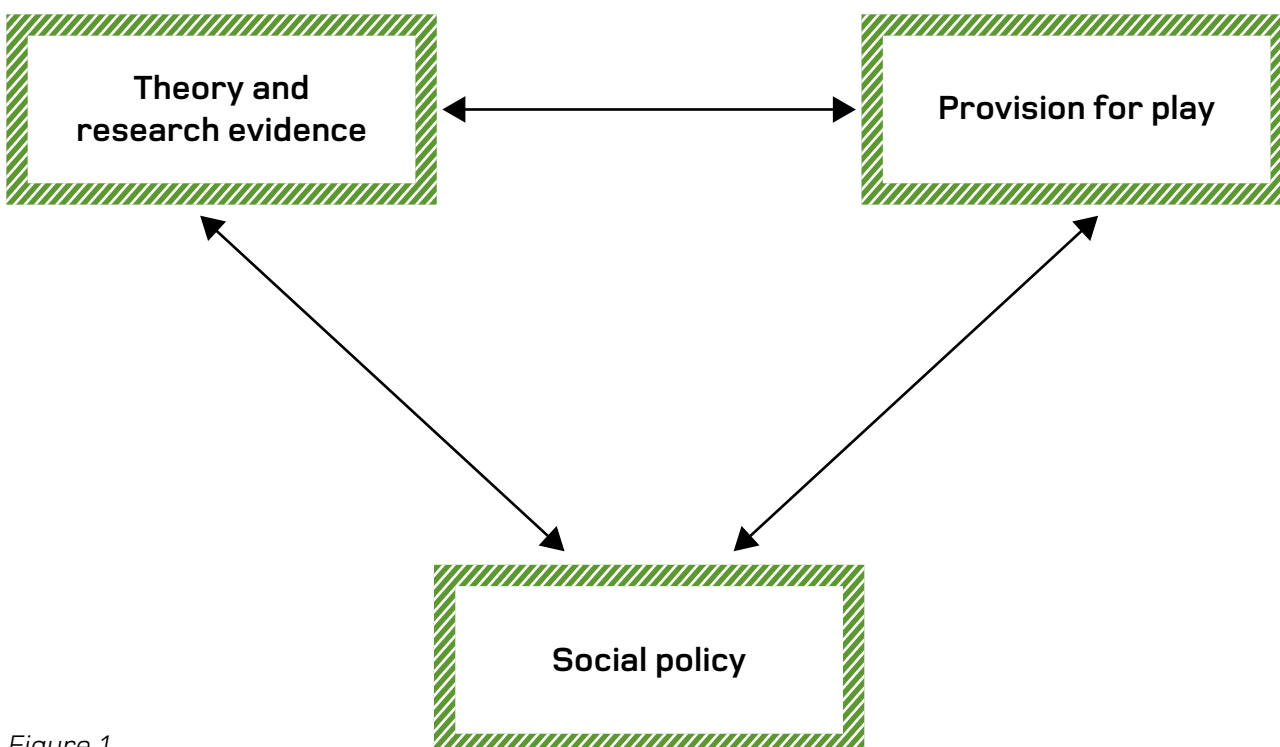 Theory and
research evidence
Provision for play
Social policy
Figure 1